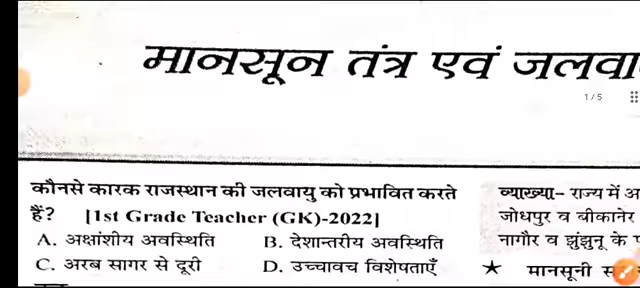 मानसून तंत्र एवं
1/5
कौनसे कारक राजस्थान की जलवायु को प्रभावित करते
हैं? [1st Grade Teacher (GK)-2022]
A. अक्षांशीय अवस्थिति B. देशान्तरीय अवस्थिति
C. अरब सागर से दूरी D. उच्चावच विशेषताएँ
व्याख्या- राज्य में
जोधपुर व बीकानेर
नागौर व झुंझुनू के
★ मानसूनी